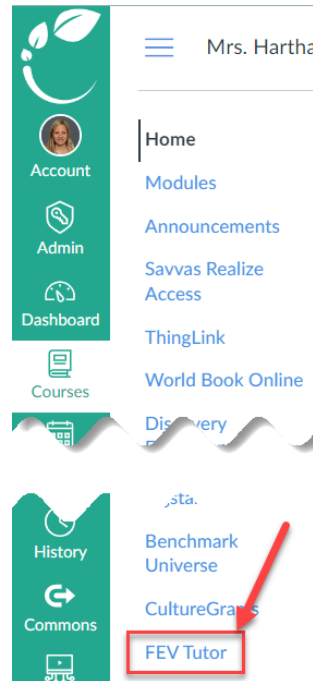 Mrs. Hartha
Account
Admin
Dashboard
Courses
Home
Modules
Announcements
Savvas Realize
Access
ThingLink
World Book Online
History
Commons
Benchmark
Universe
FEV Tutor